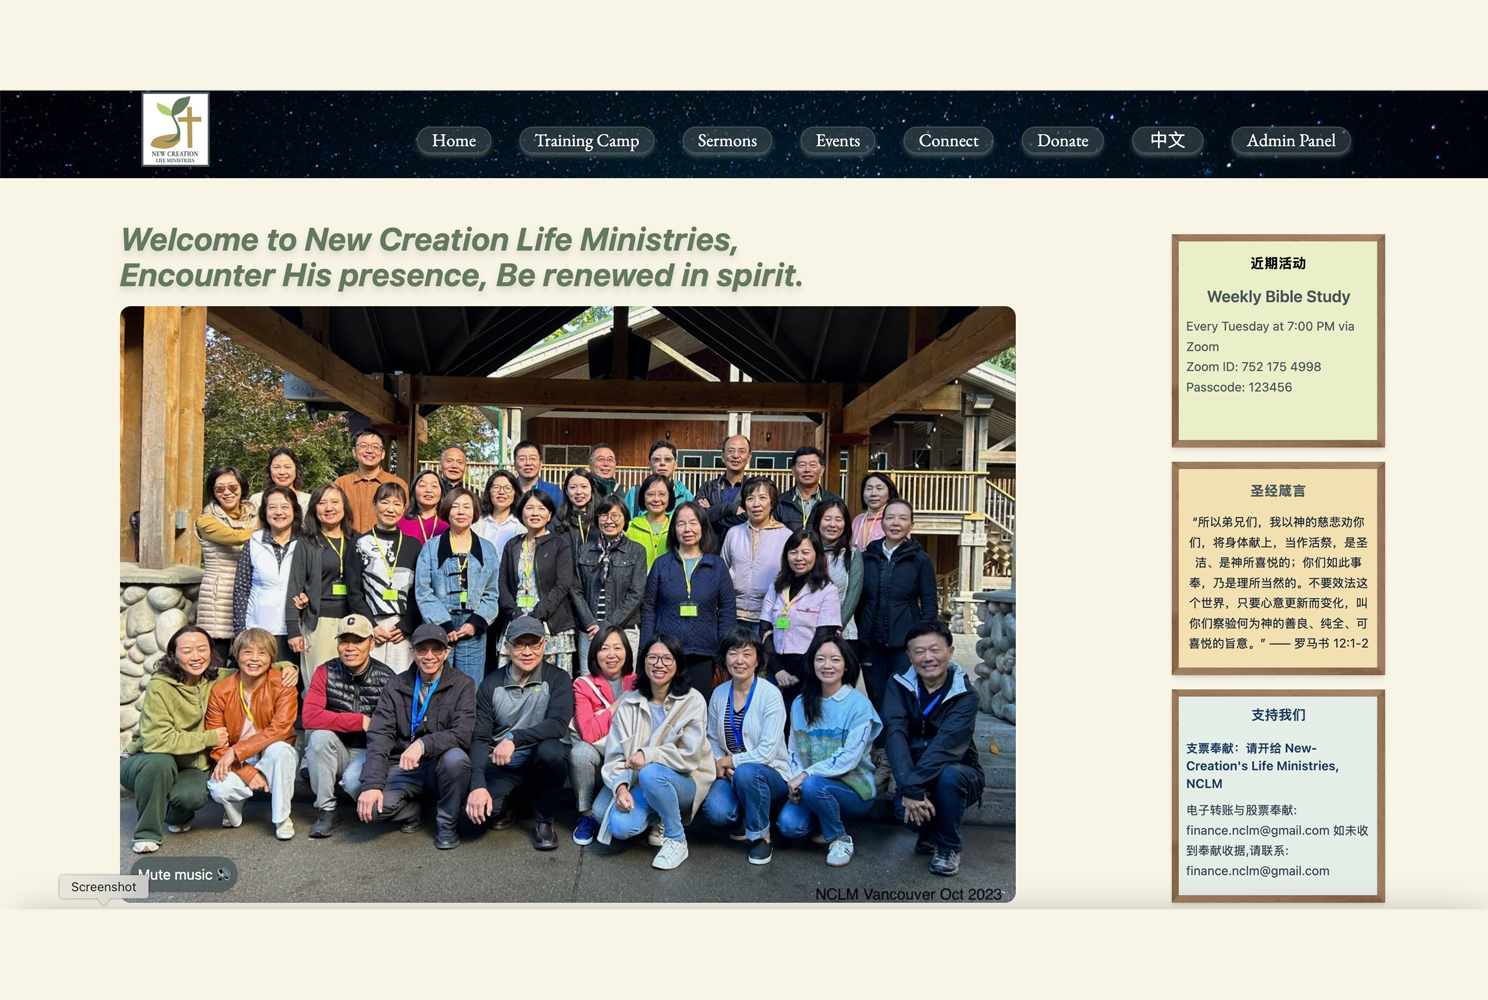 NEW CREATION
LIFE MINISTRIES
Home
Training Camp
Sermons
Events
Connect
Donate
中文
Admin Panel
Welcome to New Creation Life Ministries,
Encounter His presence, Be renewed in spirit.
Mute music
Screenshot
NCLM Vancouver Oct 2023
近期活动
Weekly Bible Study
Every Tuesday at 7:00 PM via
Zoom
Zoom ID: 752 175 4998
Passcode: 123456
圣经箴言
“所以弟兄们，我以神的慈悲劝你
们，将身体献上，当作活祭，是圣
洁、是神所喜悦的；你们如此事
奉，乃是理所当然的。不要效法这
个世界，只要心意更新而变化，叫
你们察验何为神的善良、纯全、可
喜悦的旨意。” —— 罗马书 12:1-2
支持我们
支票奉献：请开给 New-
Creation's Life Ministries,
NCLM
电子转账与股票奉献:
finance.nclm@gmail.com 如未收
到奉献收据,请联系:
finance.nclm@gmail.com